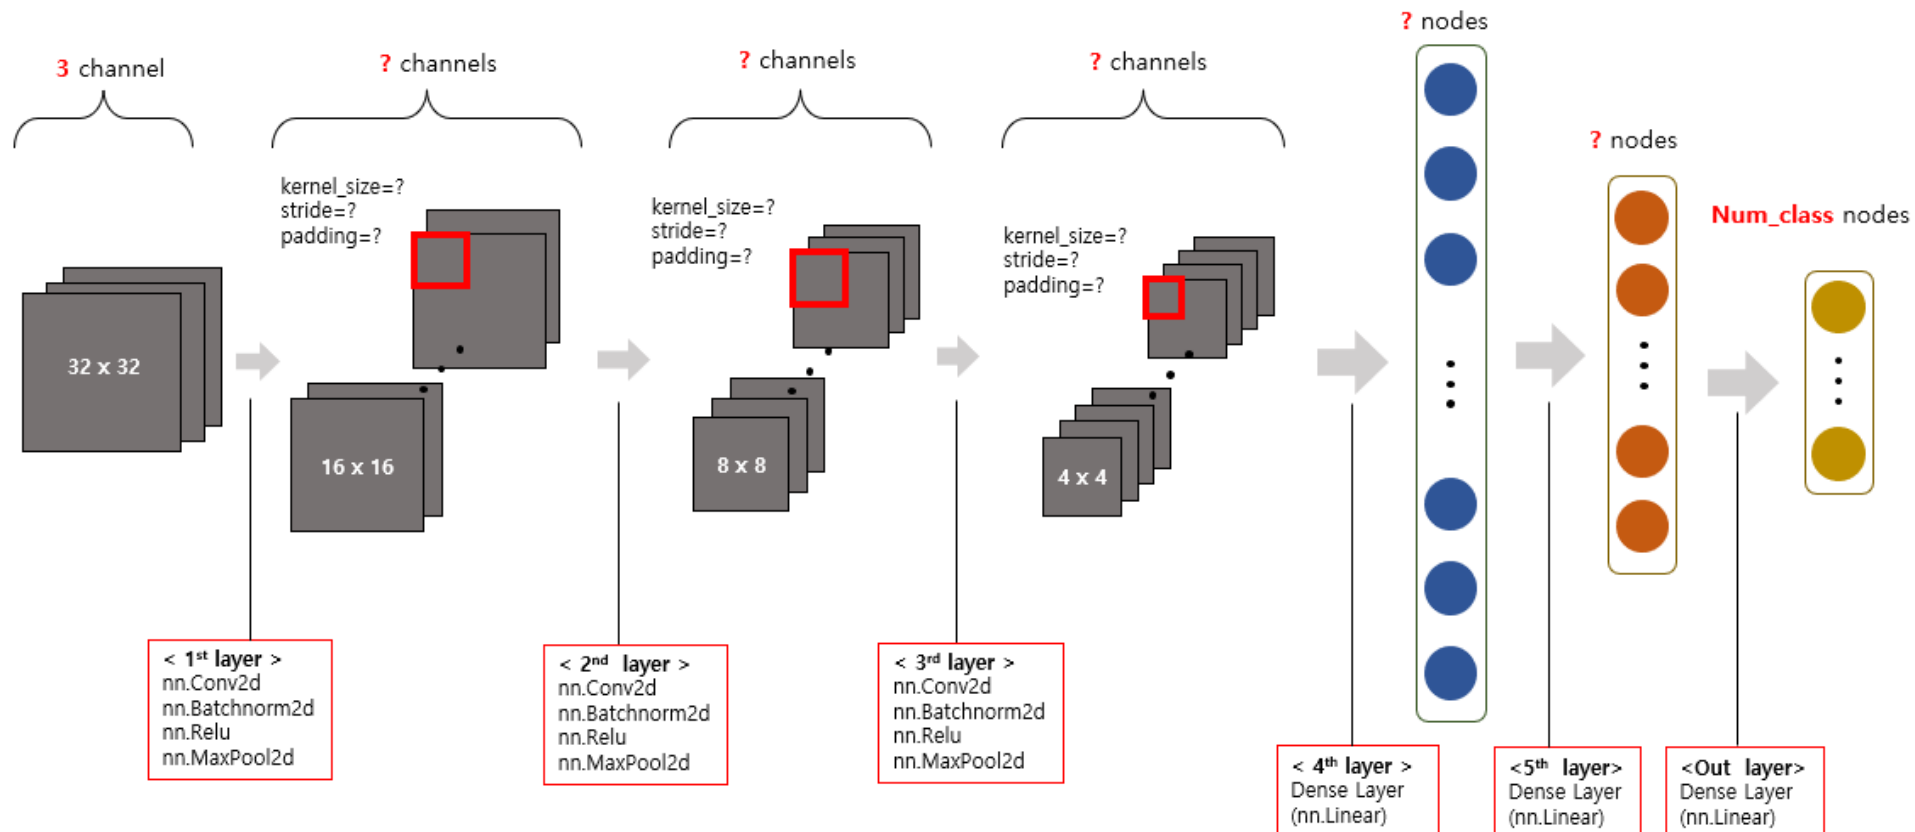 3 channel
? channels
? channels
? channels
? nodes
? nodes
Num_class nodes
kernel_size=?
stride=?
padding=?
kernel_size=?
stride=?
padding=?
kernel_size=?
stride=?
padding=?
32 x 32
16 x 16
8 x 8
4 x 4
< 1st layer >
nn.Conv2d
nn.Batchnorm2d
nn.Relu
nn.MaxPool2d
< 2nd layer >
nn.Conv2d
nn.Batchnorm2d
nn.Relu
nn.MaxPool2d
< 3rd layer >
nn.Conv2d
nn.Batchnorm2d
nn.Relu
nn.MaxPool2d
< 4th layer >
Dense Layer
(nn.Linear)
<5th layer>
Dense Layer
(nn.Linear)
<Out layer>
Dense Layer
(nn.Linear)